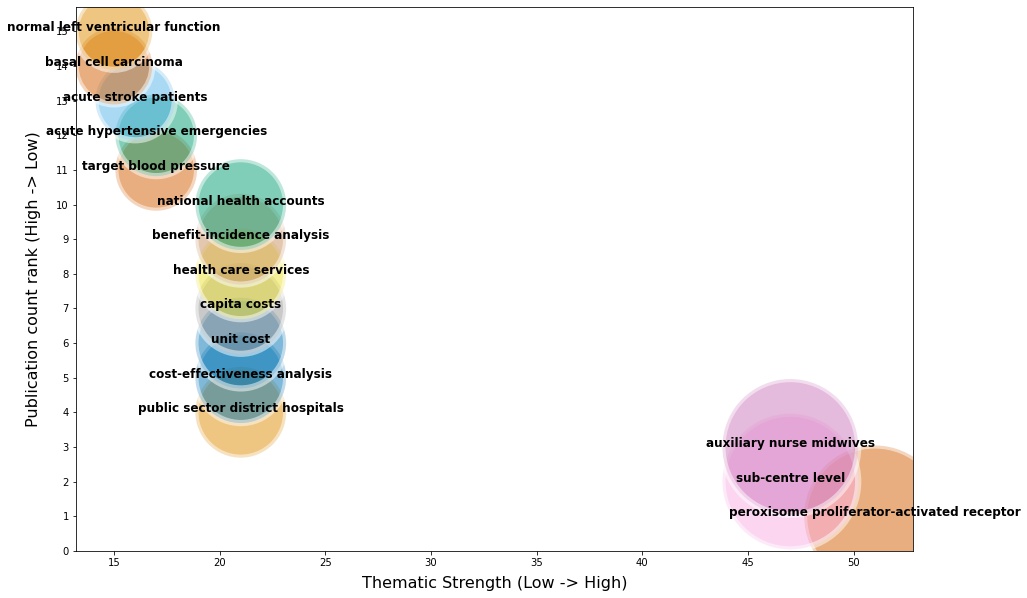 normal left ventricular function
15
basal cell carcinoma
14
acute stroke patients
13
acute hypertensive emergencies
12
target blood pressure
11
national health accounts
10
benefit-incidence analysis
9
health care services
8
capita costs
7
unit cost
6
cost-effectiveness analysis
5
public sector district hospitals
4
auxiliary nurse midwives
3
sub-centre level
2
peroxisome proliferator-activated receptor
1
0
Publication count rank (High -> Low)
15 20 25 30 35 40 45 50
Thematic Strength (Low -> High)